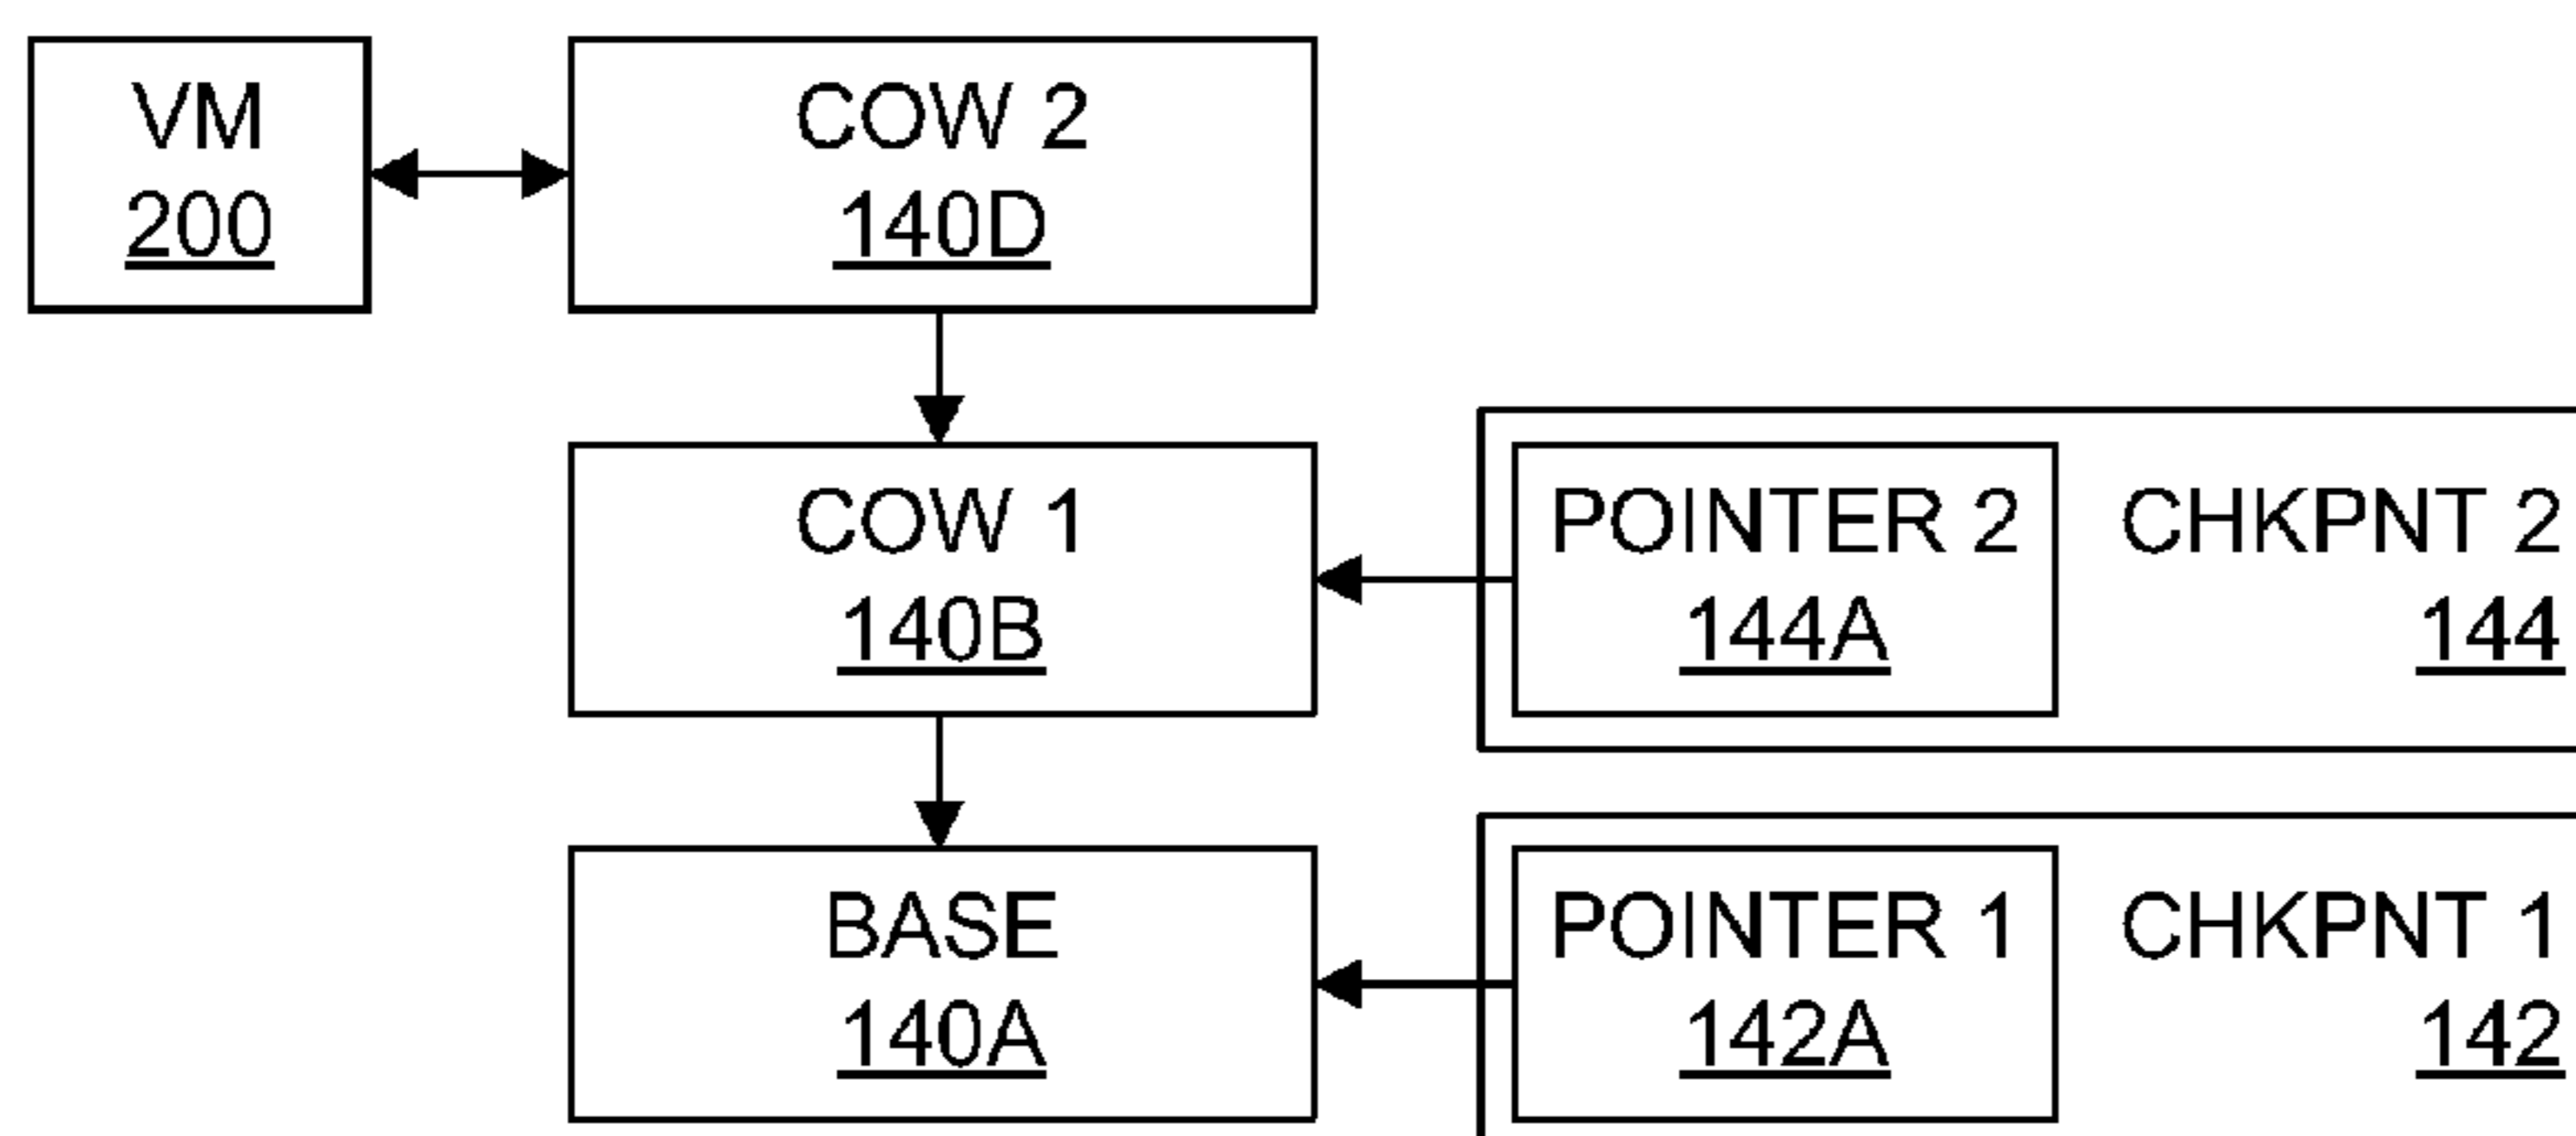 VM
200
COW 2
140D
COW 1
140B
POINTER 2
144A
CHKPNT 2
144
BASE
140A
POINTER 1
142A
CHKPNT 1
142